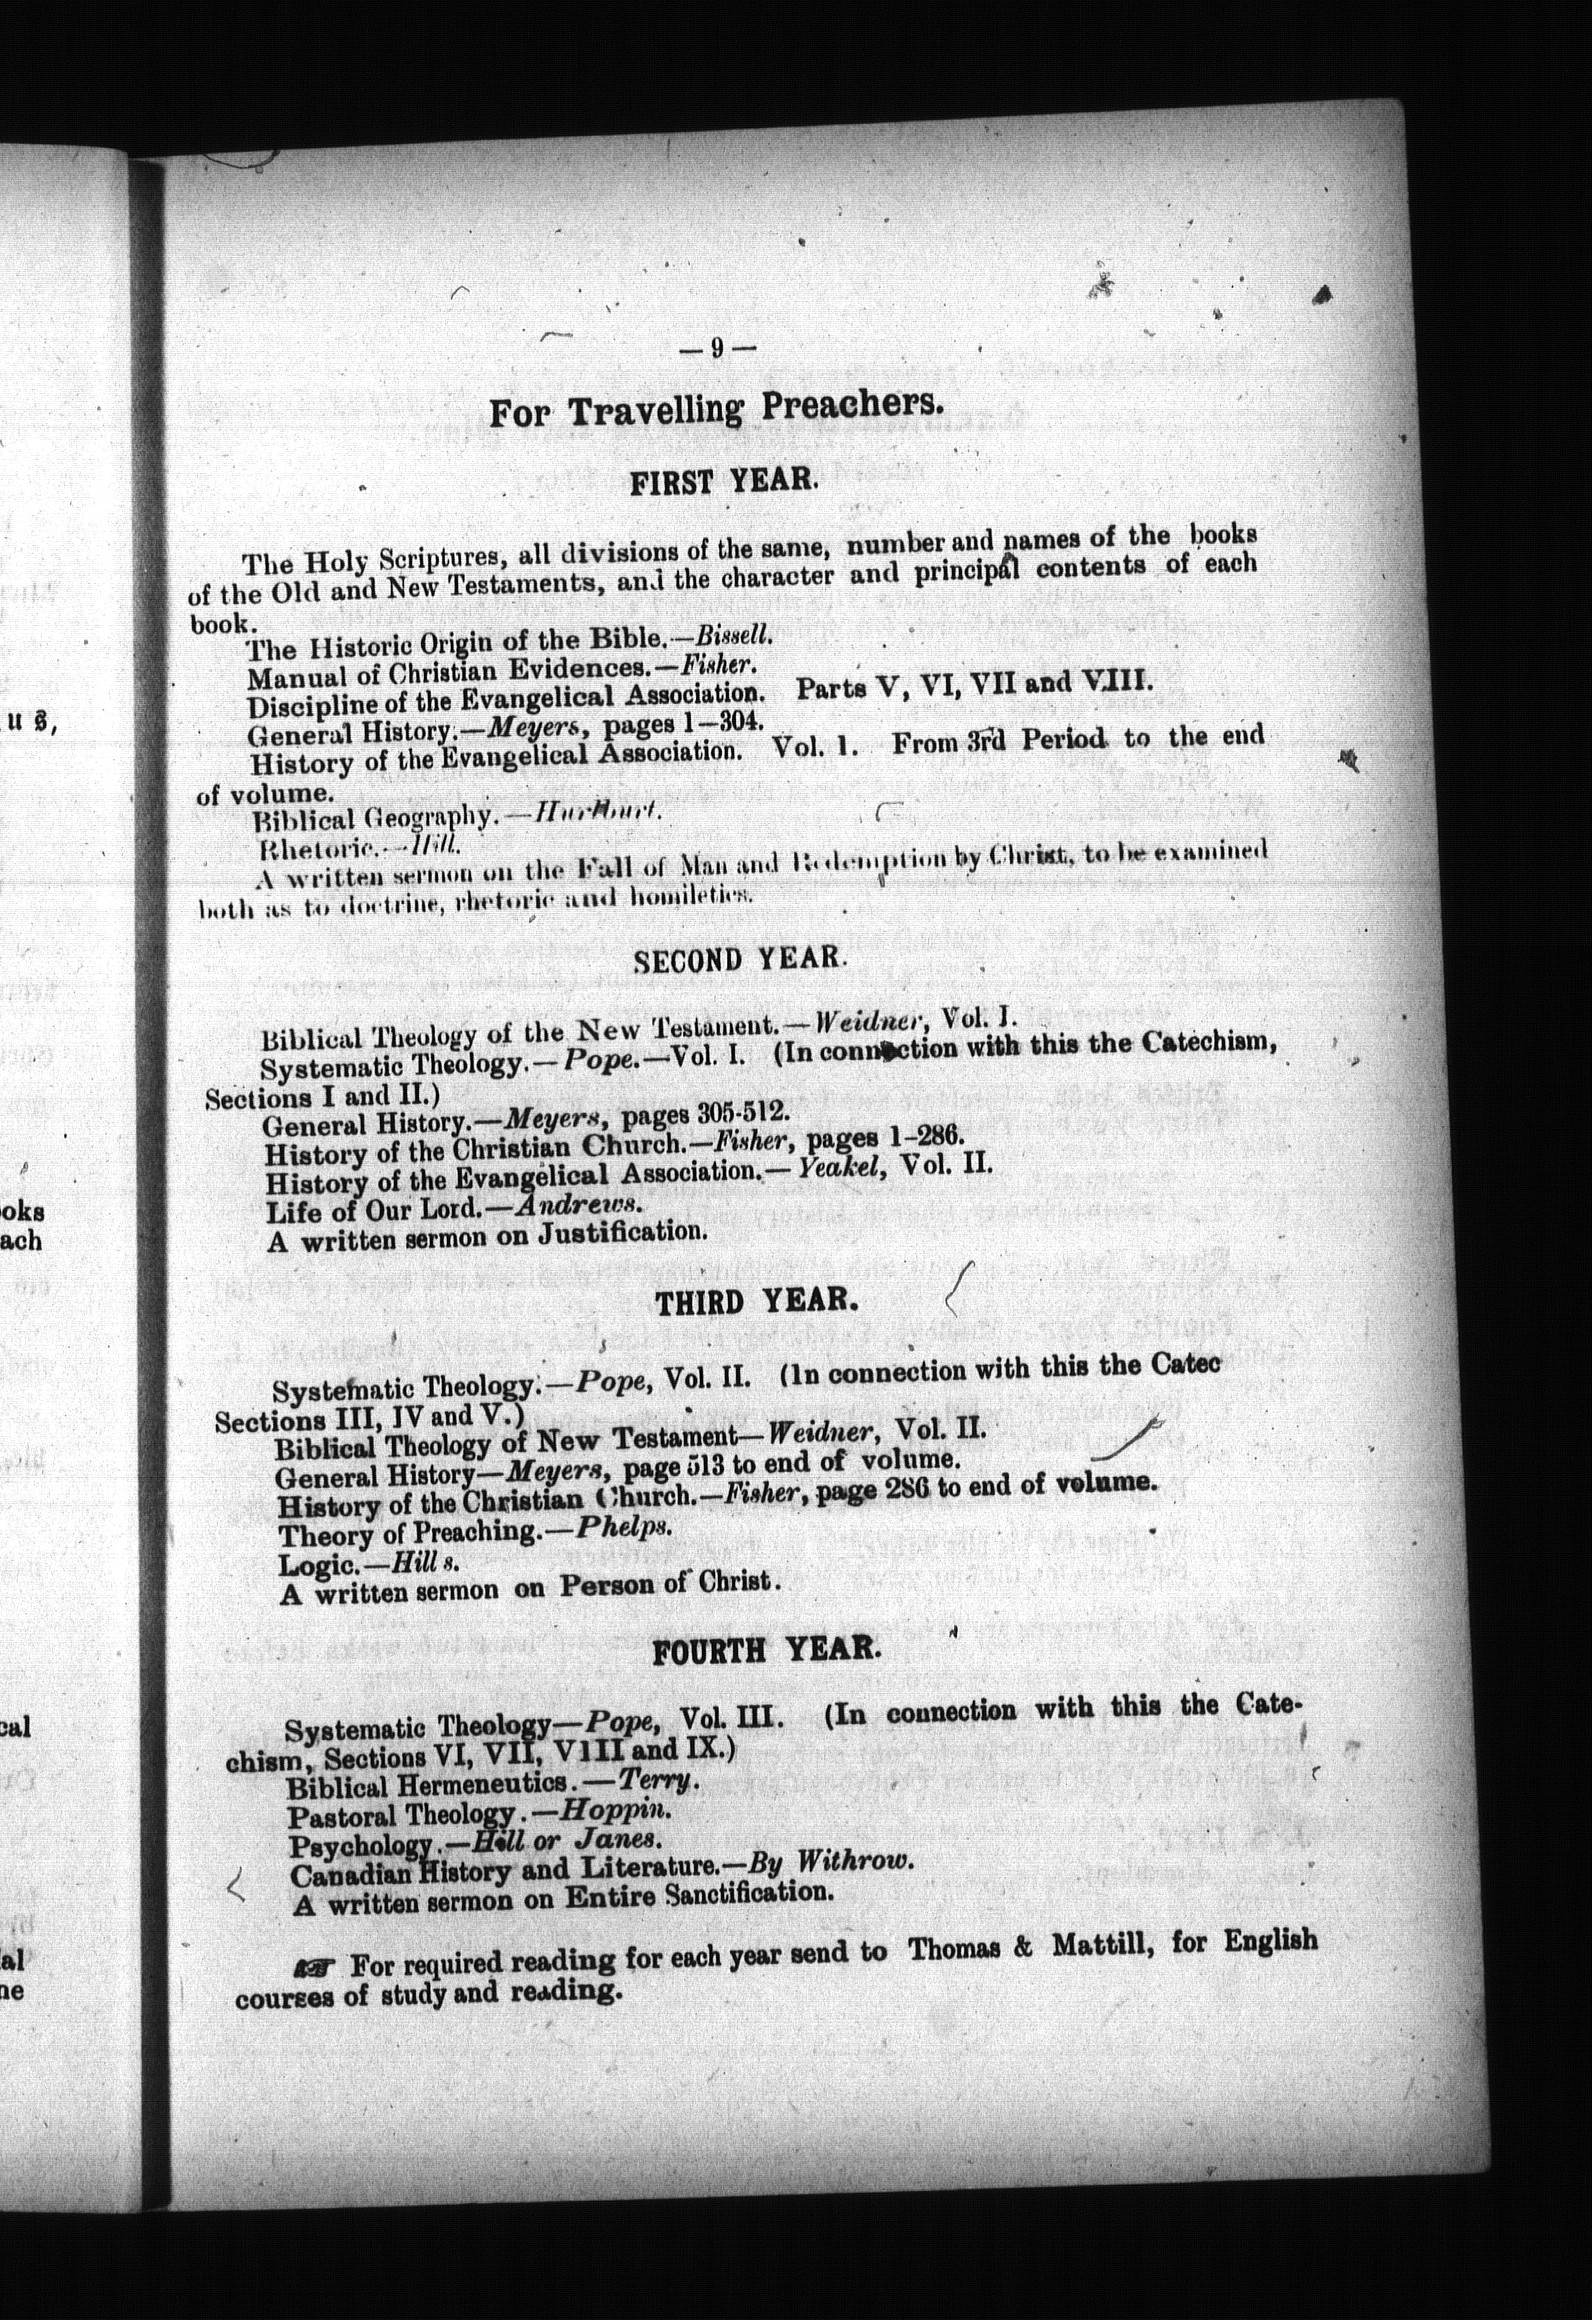 — 9 —
For Travelling Preachers.
FIRST YEAR.
The Holy Scriptures, all divisions of the same, number and names of the books
of the Old and New Testaments, and the character and principal contents of each
book.
The Historic Origin of the Bible.—Bissell.
Manual of Christian Evidences.—Fisher.
Discipline of the Evangelical Association. Parts V, VI, VII and VIII.
General History.—Meyers, pages 1—304.
History of the Evangelical Association. Vol. 1. From 3rd Period to the end
of volume.
Biblical Geography.—Hurlburt.
Rhetoric.—Hill.
A written sermon on the Fall of Man and Redemption by Christ, to be examined
both as to doctrine, rhetoric and homiletics.
SECOND YEAR.
Biblical Theology of the New Testament.—Weidner, Vol. I.
Systematic Theology.—Pope.—Vol. I. (In connection with this the Catechism,
Sections I and II.)
General History.—Meyers, pages 305-512.
History of the Christian Church.—Fisher, pages 1-286.
History of the Evangelical Association.—Yeakel, Vol. II.
Life of Our Lord.—Andrews.
A written sermon on Justification.
THIRD YEAR.
Systematic Theology.—Pope, Vol. II. (In connection with this the Catec
Sections III, IV and V.)
Biblical Theology of New Testament—Weidner, Vol. II.
General History—Meyers, page 513 to end of volume.
History of the Christian Church.—Fisher, page 286 to end of volume.
Theory of Preaching.—Phelps.
Logic.—Hill s.
A written sermon on Person of Christ.
FOURTH YEAR.
Systematic Theology—Pope, Vol. III. (In connection with this the Cate-
chism, Sections VI, VII, VIII and IX.)
Biblical Hermeneutics.—Terry.
Pastoral Theology.—Hoppin.
Psychology.—Hill or Janes.
Canadian History and Literature.—By Withrow.
A written sermon on Entire Sanctification.
☞ For required reading for each year send to Thomas & Mattill, for English
courses of study and reading.